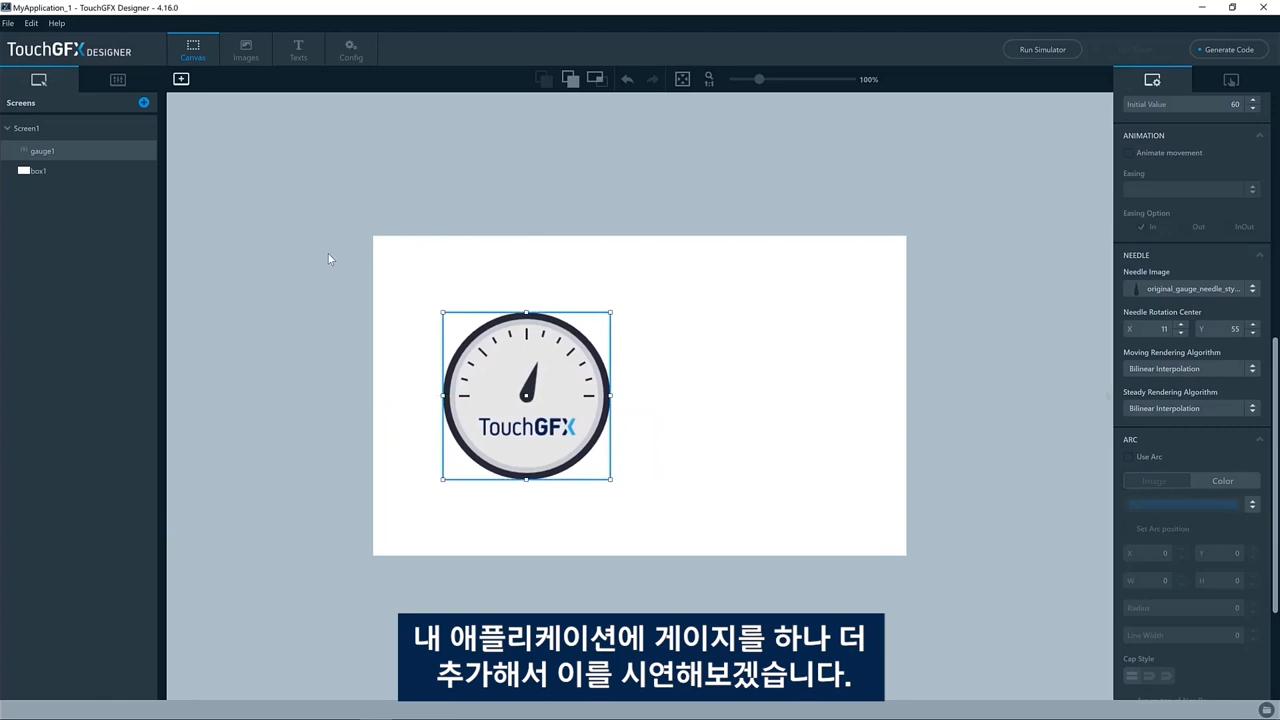 MyApplication_1 - TouchGFX Designer - 4.16.0
File Edit Help
TouchGFX DESIGNER
Canvas Images Texts Config
Run Simulator
Generate Code
100%
Screens
Screen1
gauge1
box1
TouchGFX
Initial Value 60
ANIMATION
Animate movement
Easing
Easing Option
In Out InOut
NEEDLE
Needle Image
original_gauge_needle_sty...
Needle Rotation Center
X 11 Y 55
Moving Rendering Algorithm
Bilinear Interpolation
Steady Rendering Algorithm
Bilinear Interpolation
ARC
Use Arc
Image Color
Set Arc position
X 0 Y 0
W 0 H 0
Radius 0
Line Width 0
Cap Style
내 애플리케이션에 게이지를 하나 더
추가해서 이를 시연해보겠습니다.